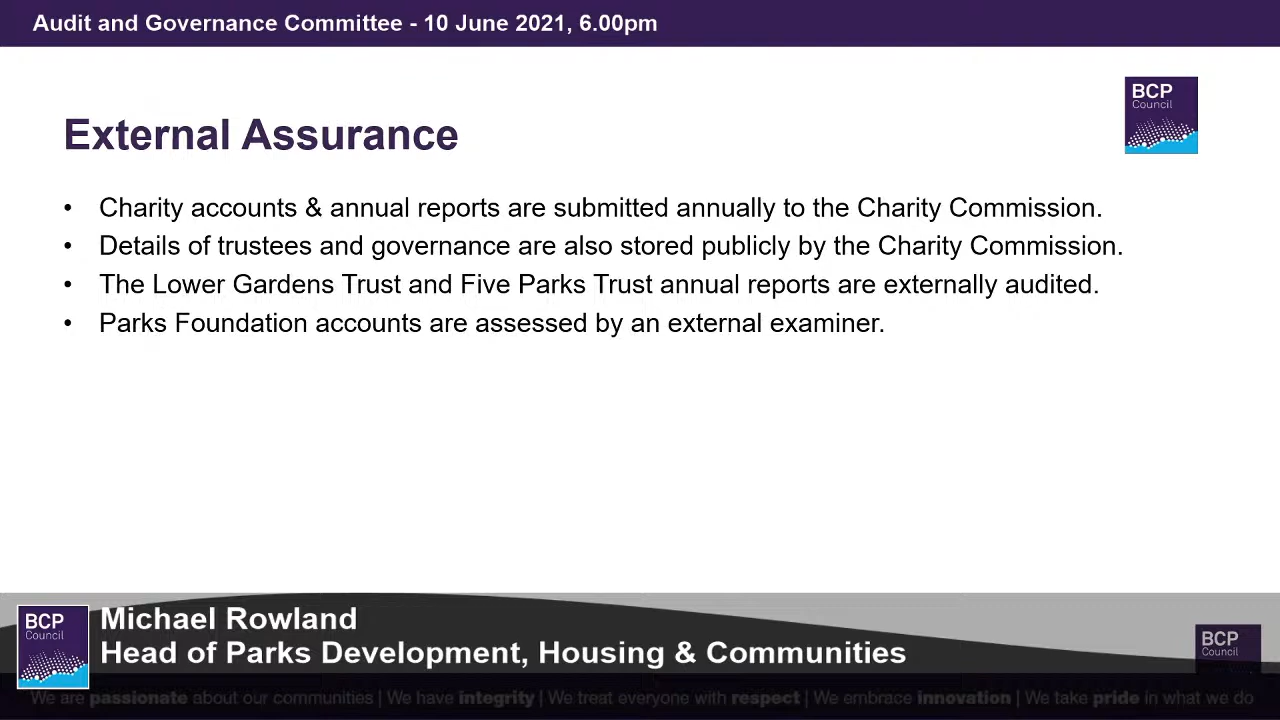 Audit and Governance Committee - 10 June 2021, 6.00pm
BCP
Council
External Assurance
• Charity accounts & annual reports are submitted annually to the Charity Commission.
• Details of trustees and governance are also stored publicly by the Charity Commission.
• The Lower Gardens Trust and Five Parks Trust annual reports are externally audited.
• Parks Foundation accounts are assessed by an external examiner.
BCP
Council
Michael Rowland
Head of Parks Development, Housing & Communities
BCP
Council
We are passionate about our communities | We have integrity | We treat everyone with respect | We embrace innovation | We take pride in what we do